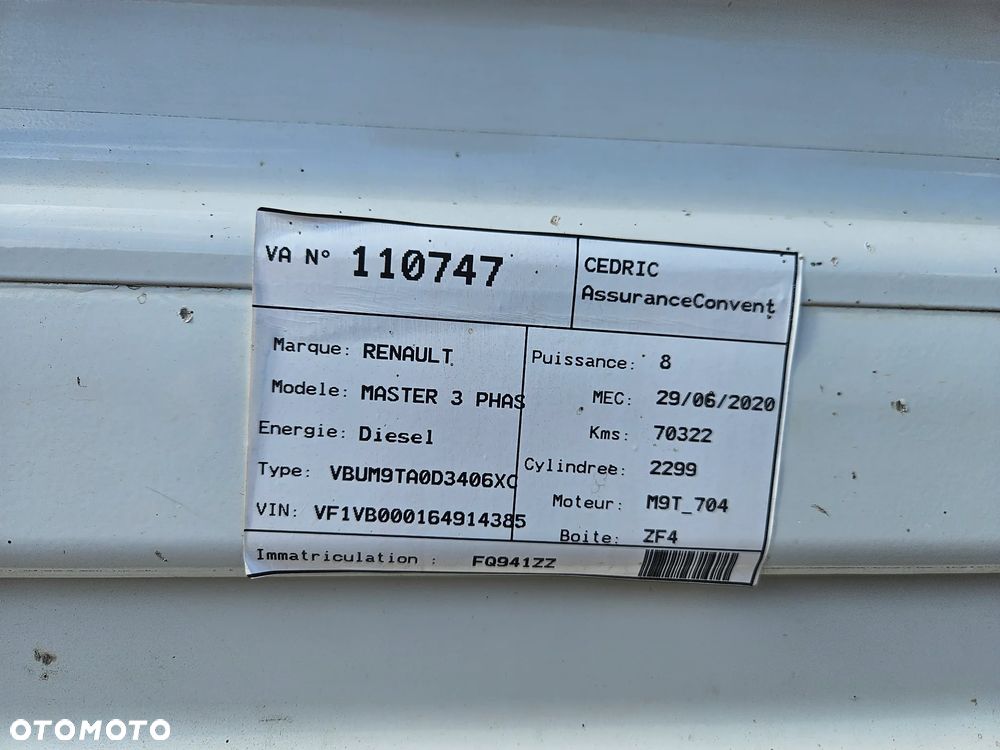 VA N° 110747
CEDRIC
AssuranceConvent
Marque: RENAULT
Modele: MASTER 3 PHAS
Energie: Diesel
Type: VBUM9TA0D3406XC
VIN: VF1VB000164914385
Puissance: 8
MEC: 29/06/2020
Kms: 70322
Cylindree: 2299
Moteur: M9T_704
Boite: ZF4
Immatriculation : FQ941ZZ
OTOMOTO